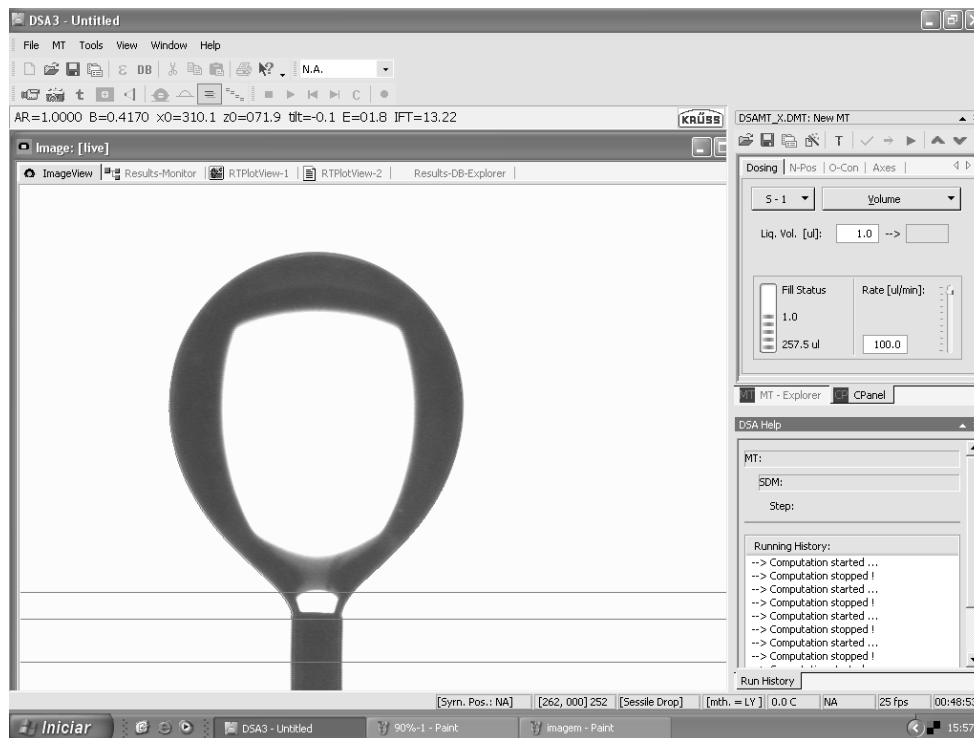 DSA3 - Untitled
File MT Tools View Window Help
εDB N.A.
t C
AR=1.0000 B=0.4170 x0=310.1 z0=071.9 tilt=-0.1 E=01.8 IFT=13.22
KRÜSS
Image: [live]
ImageView Results-Monitor RTPlotView-1 RTPlotView-2 Results-DB-Explorer
DSAMT_X.DMT: New MT
T
Dosing N-Pos O-Con Axes
S - 1 Volume
Liq. Vol. [ul]: 1.0 -->
Fill Status Rate [ul/min]:
1.0
257.5 ul 100.0
MT MT - Explorer CP CPanel
DSA Help
MT:
SDM:
Step:
Running History:
--> Computation started ...
--> Computation stopped !
--> Computation started ...
--> Computation stopped !
--> Computation started ...
--> Computation stopped !
--> Computation started ...
--> Computation stopped !
Run History
[Syrn. Pos.: NA] [262, 000] 252 [Sessile Drop] [mth. = LY ] 0.0 C NA 25 fps 00:48:53
Iniciar DSA3 - Untitled 90%-1 - Paint imagem - Paint 15:57